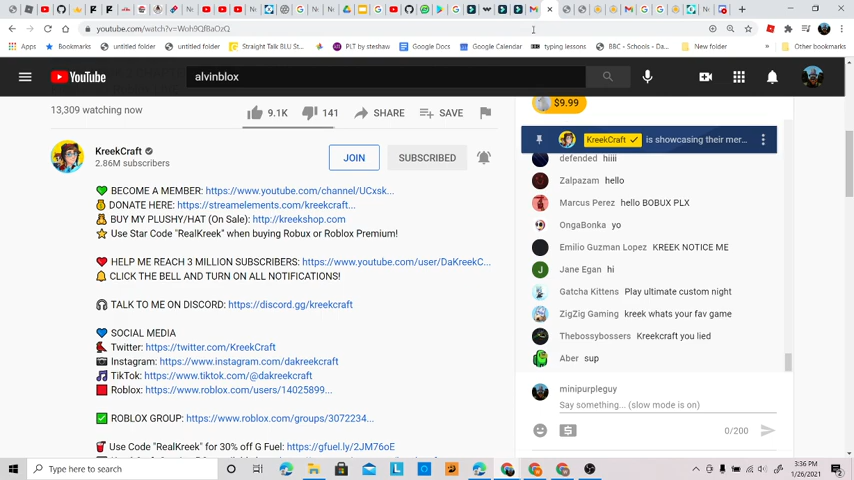 youtube.com/watch?v=Woh9QfBaOzQ
Apps
Bookmarks
untitled folder
untitled folder
Straight Talk BLU St...
PLT by steshaw
Google Docs
Google Calendar
typing lessons
BBC - Schools - Di...
New folder
Other bookmarks
YouTube
alvinblox
13,309 watching now
9.1K
141
SHARE
SAVE
$9.99
KreekCraft
2.86M subscribers
JOIN
SUBSCRIBED
KreekCraft is showcasing their mer...
BECOME A MEMBER: https://www.youtube.com/channel/UCxsk...
DONATE HERE: https://streamelements.com/kreekcraft...
BUY MY PLUSHY/HAT (On Sale): http://kreekshop.com
Use Star Code "RealKreek" when buying Robux or Roblox Premium!
HELP ME REACH 3 MILLION SUBSCRIBERS: https://www.youtube.com/user/DaKreekC...
CLICK THE BELL AND TURN ON ALL NOTIFICATIONS!
TALK TO ME ON DISCORD: https://discord.gg/kreekcraft
SOCIAL MEDIA
Twitter: https://twitter.com/KreekCraft
Instagram: https://www.instagram.com/dakreekcraft
TikTok: https://www.tiktok.com/@dakreekcraft
Roblox: https://www.roblox.com/users/14025899...
ROBLOX GROUP: https://www.roblox.com/groups/3072234...
Use Code "RealKreek" for 30% off G Fuel: https://gfuel.ly/2JM76oE
defended hiiii
Zalpazam hello
Marcus Perez hello BOBUX PLX
OngaBonka yo
Emilio Guzman Lopez KREEK NOTICE ME
Jane Egan hi
Gatcha Kittens Play ultimate custom night
ZigZig Gaming kreek whats your fav game
Thebossybossers Kreekcraft you lied
Aber sup
minipurpleguy
Say something... (slow mode is on)
0/200
Type here to search
3:36 PM
1/26/2021